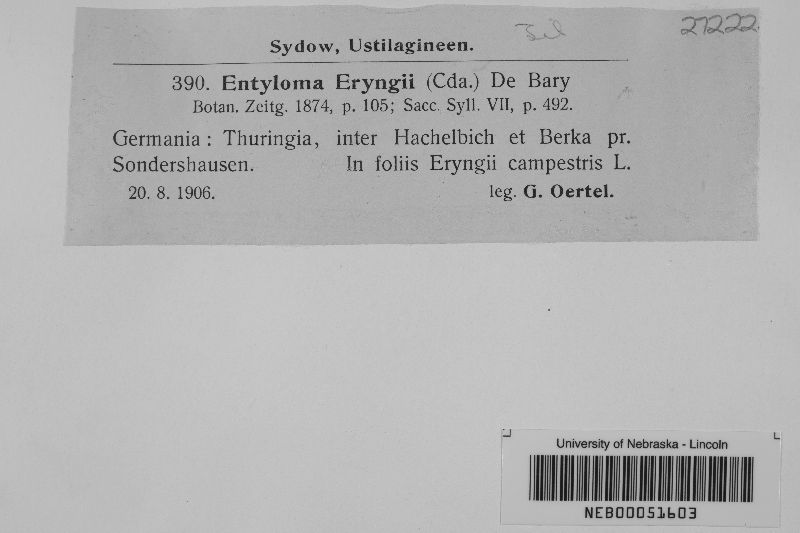 27222
Sydow, Ustilagineen.
390. Entyloma Eryngii (Cda.) De Bary
Botan. Zeitg. 1874, p. 105; Sacc. Syll. VII, p. 492.
Germania: Thuringia, inter Hachelbich et Berka pr.
Sondershausen. In foliis Eryngii campestris L.
20. 8. 1906. leg. G. Oertel.
University of Nebraska - Lincoln
NEB00051603